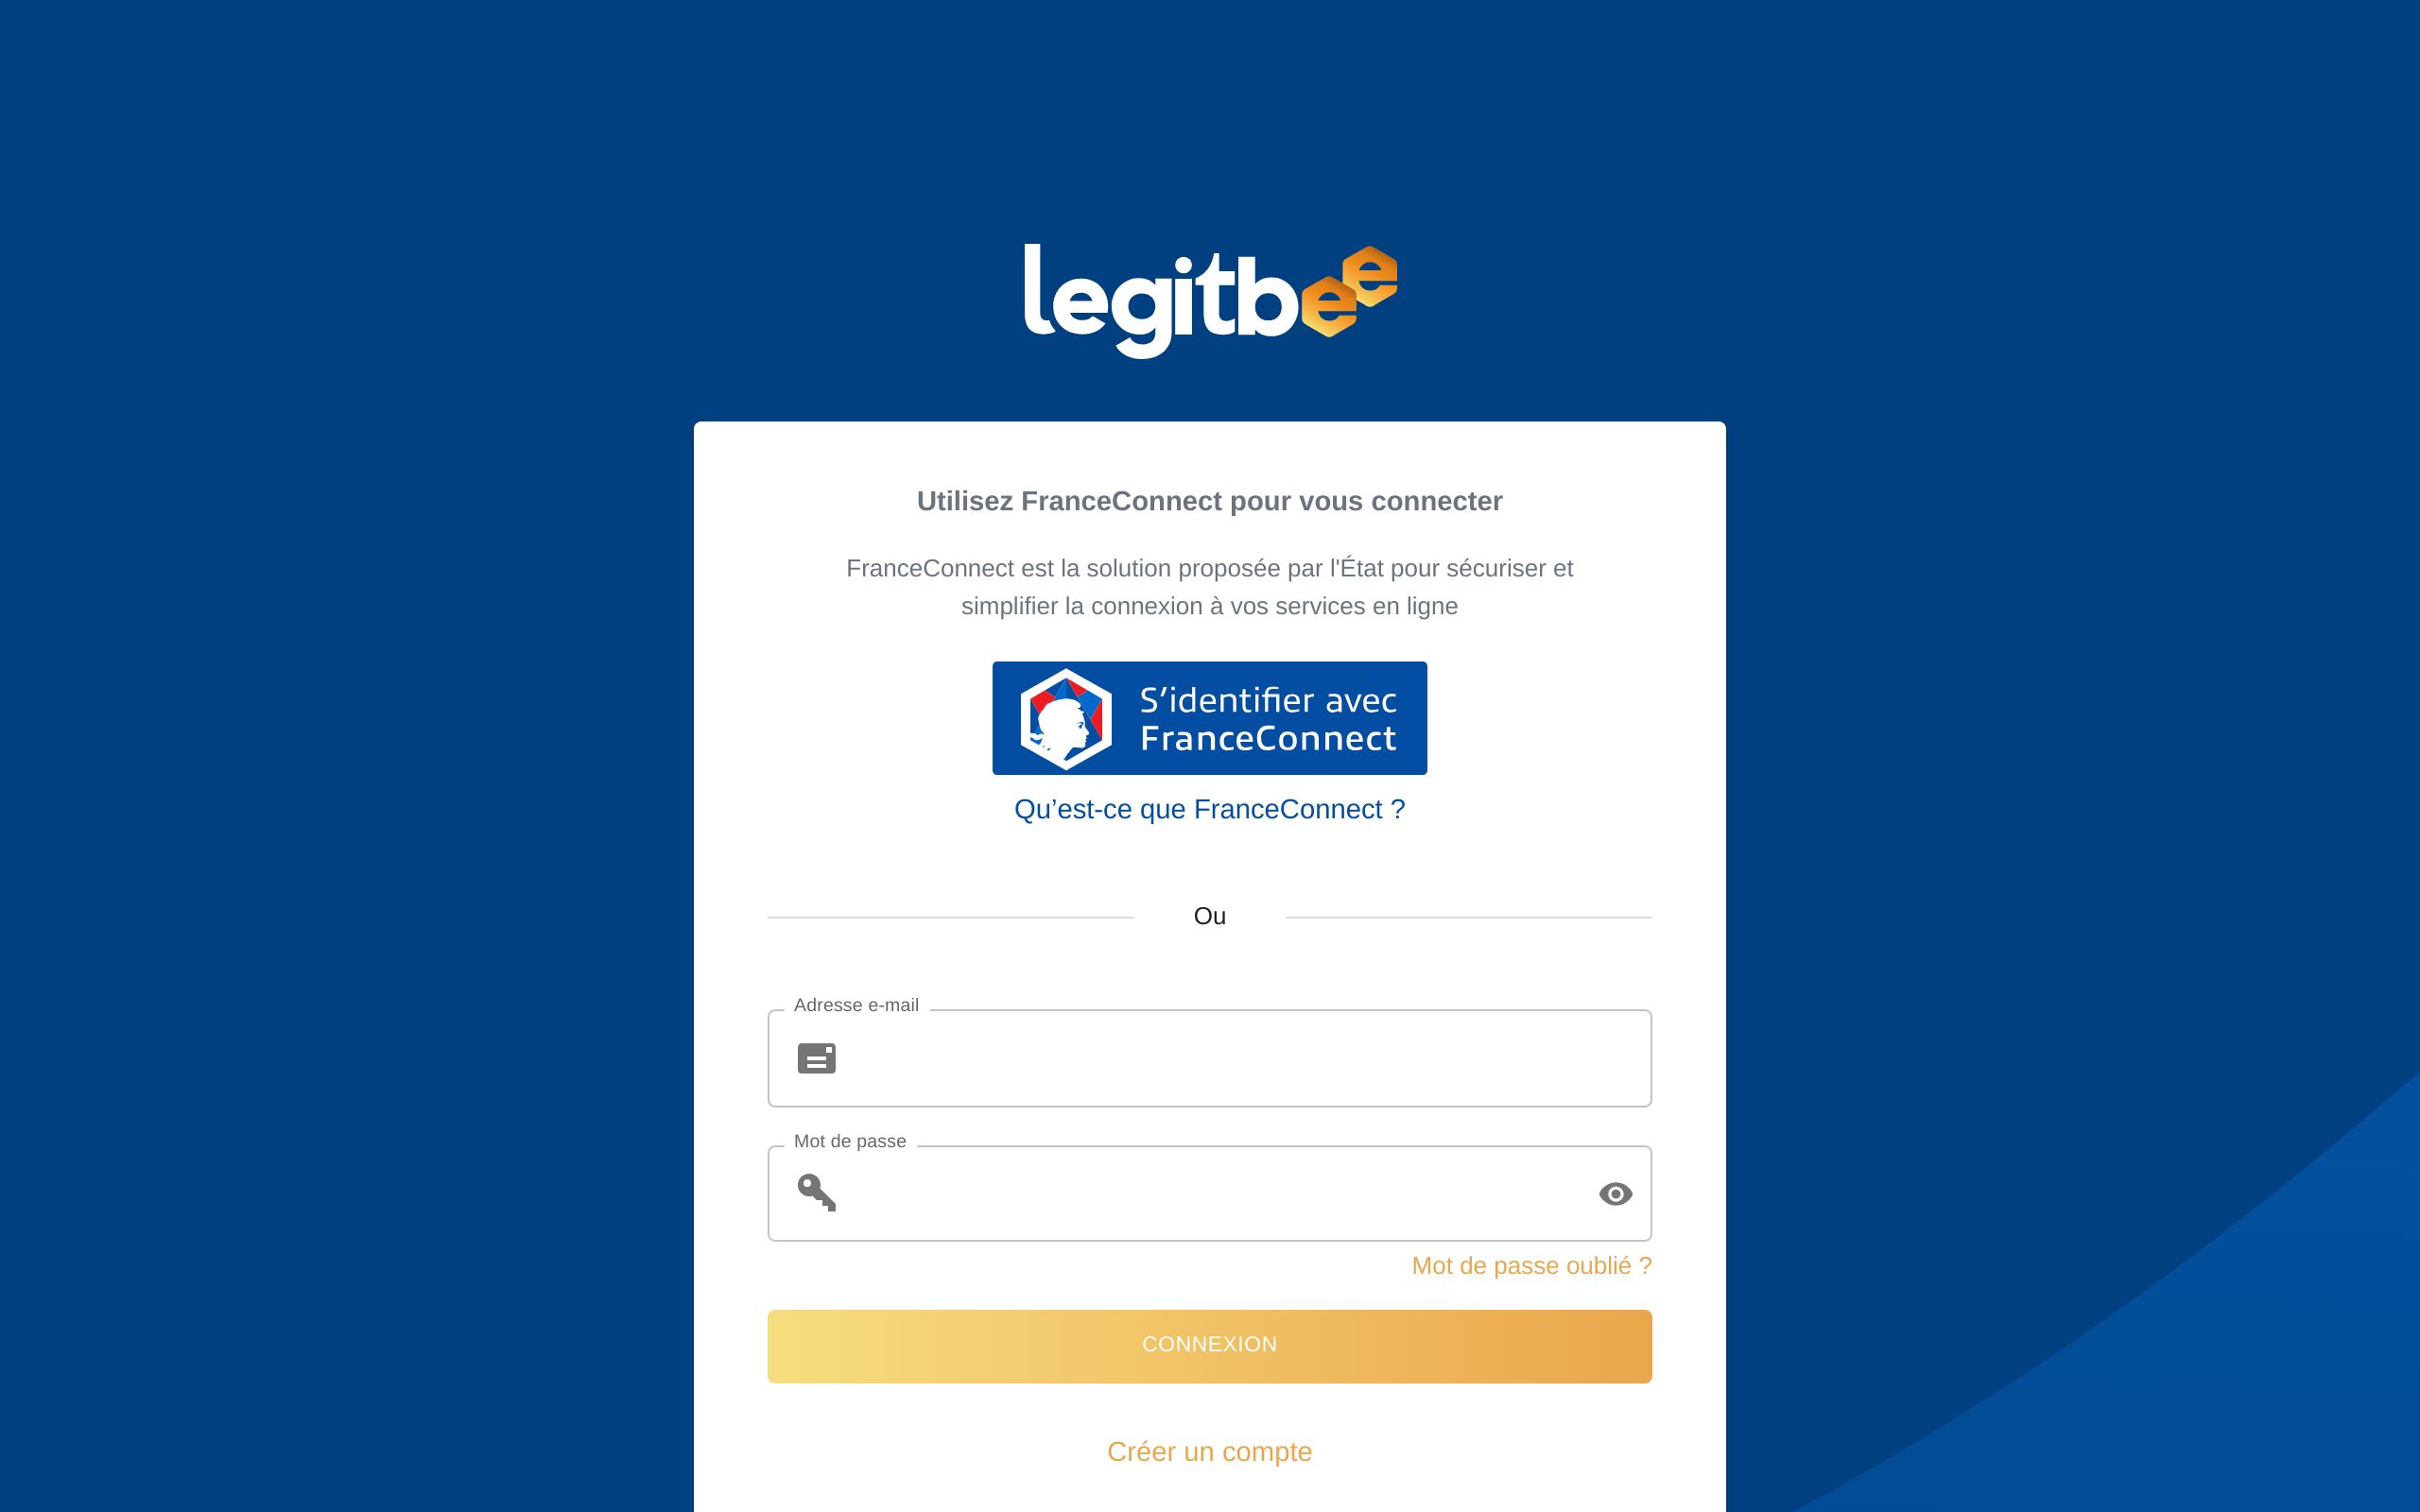 legitbee
Utilisez FranceConnect pour vous connecter
FranceConnect est la solution proposée par l'État pour sécuriser et
simplifier la connexion à vos services en ligne
S’identifier avec
FranceConnect
Qu’est-ce que FranceConnect ?
Ou
Adresse e-mail
Mot de passe
Mot de passe oublié ?
CONNEXION
Créer un compte